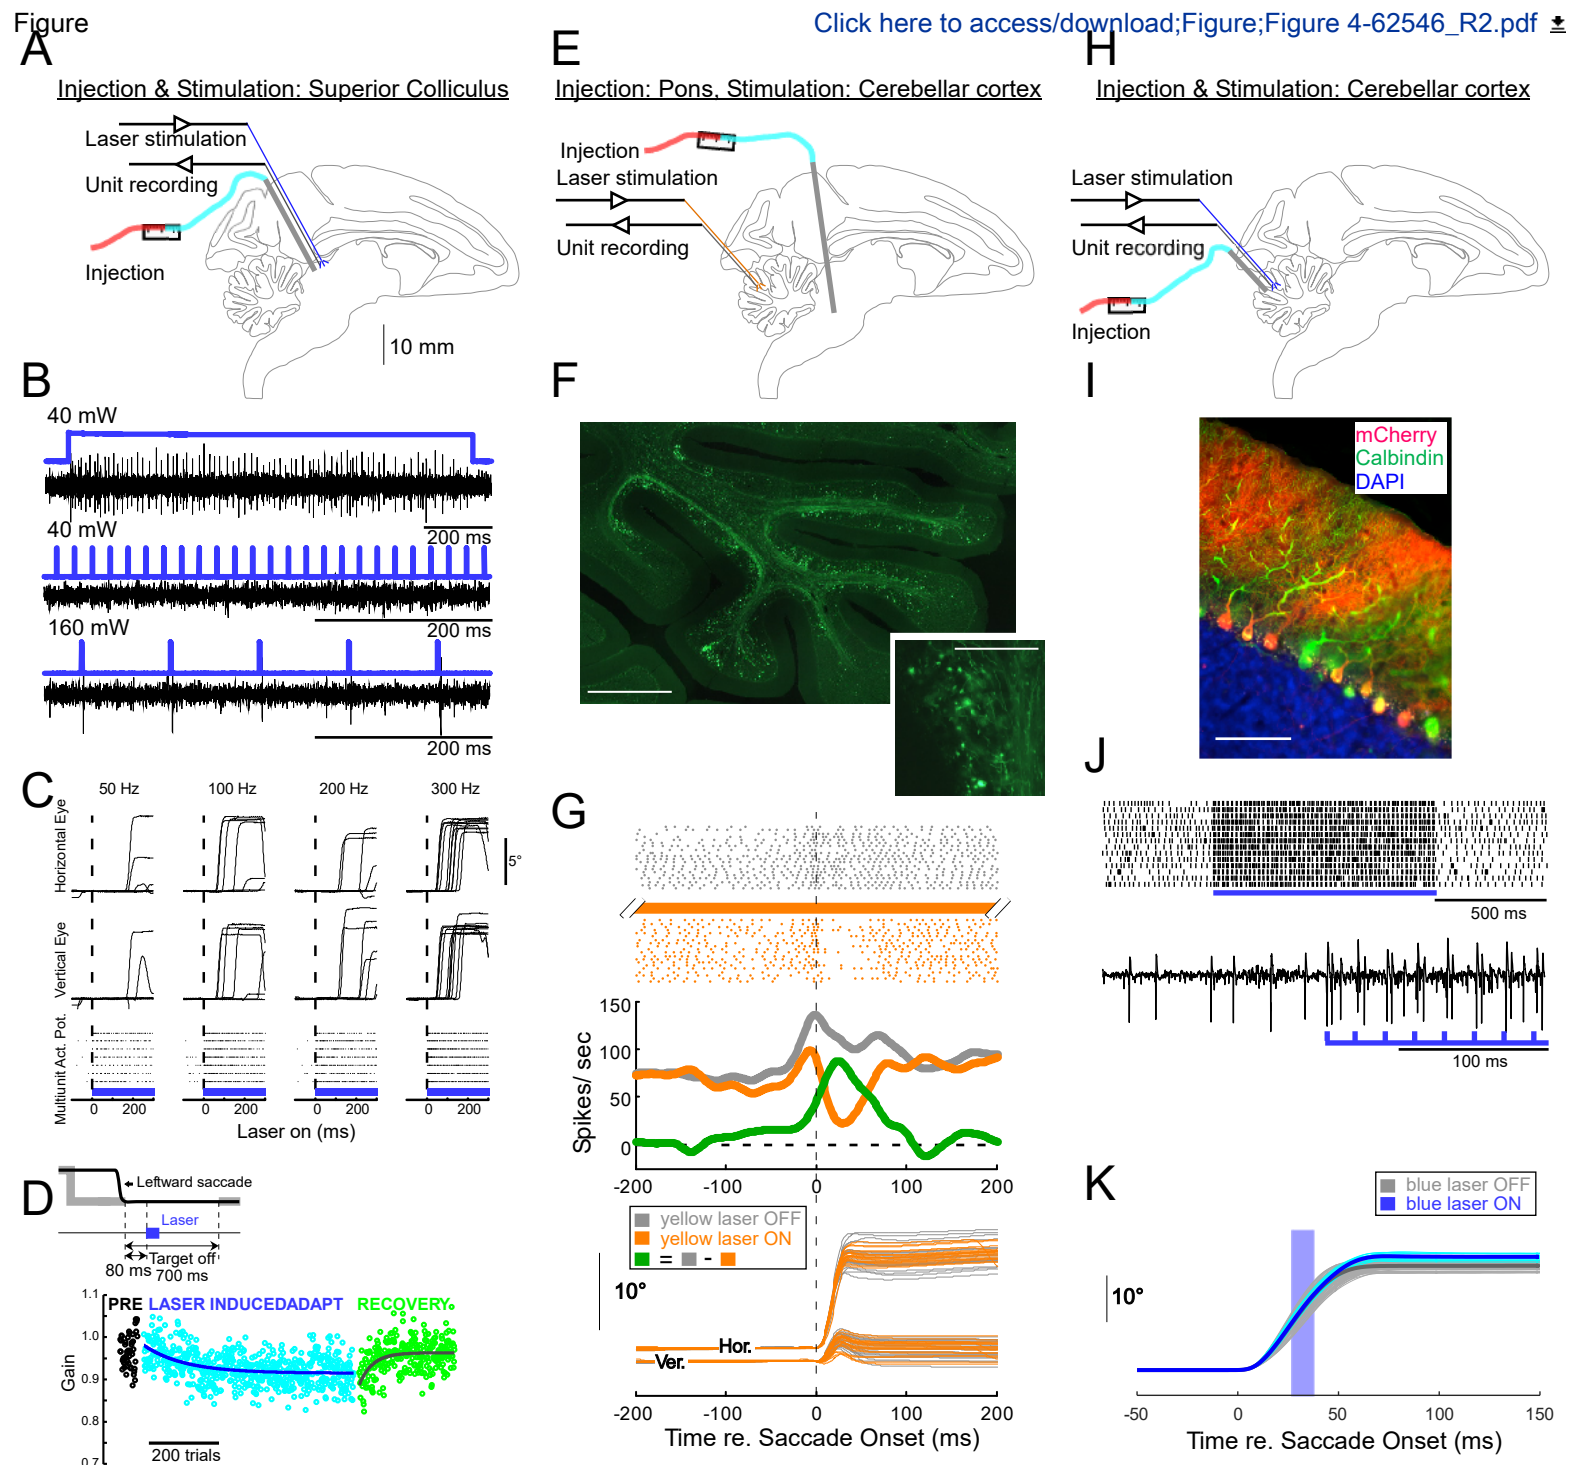 Figure
Click here to access/download;Figure;Figure 4-62546_R2.pdf
A
Injection & Stimulation: Superior Colliculus
Laser stimulation
Unit recording
Injection
10 mm
B
40 mW
200 ms
40 mW
200 ms
160 mW
200 ms
C
50 Hz
100 Hz
200 Hz
300 Hz
Horizontal Eye
5°
Vertical Eye
Multiunit Act. Pot.
0 200
0 200
0 200
0 200
Laser on (ms)
D
Leftward saccade
Laser
Target off
80 ms
700 ms
1.1
1.0
0.9
0.8
0.7
Gain
PRE
LASER INDUCEDADAPT
RECOVERY
200 trials
E
Injection: Pons, Stimulation: Cerebellar cortex
Injection
Laser stimulation
Unit recording
F
G
150
100
50
0
Spikes/ sec
-200 -100 0 100 200
yellow laser OFF
yellow laser ON
= -
10°
Hor.
Ver.
-200 -100 0 100 200
Time re. Saccade Onset (ms)
H
Injection & Stimulation: Cerebellar cortex
Laser stimulation
Unit recording
Injection
I
mCherry
Calbindin
DAPI
J
500 ms
100 ms
K
blue laser OFF
blue laser ON
10°
-50 0 50 100 150
Time re. Saccade Onset (ms)